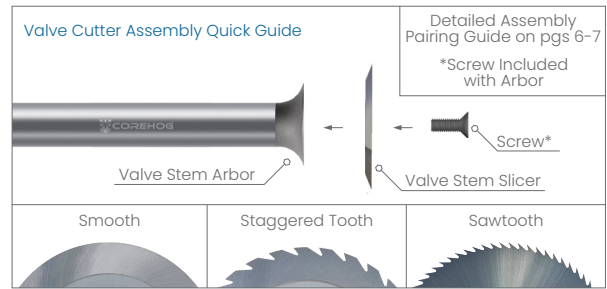 Valve Cutter Assembly Quick Guide
Detailed Assembly
Pairing Guide on pgs 6-7
*Screw Included
with Arbor
COREHOG
Screw*
Valve Stem Arbor
Valve Stem Slicer
Smooth
Staggered Tooth
Sawtooth